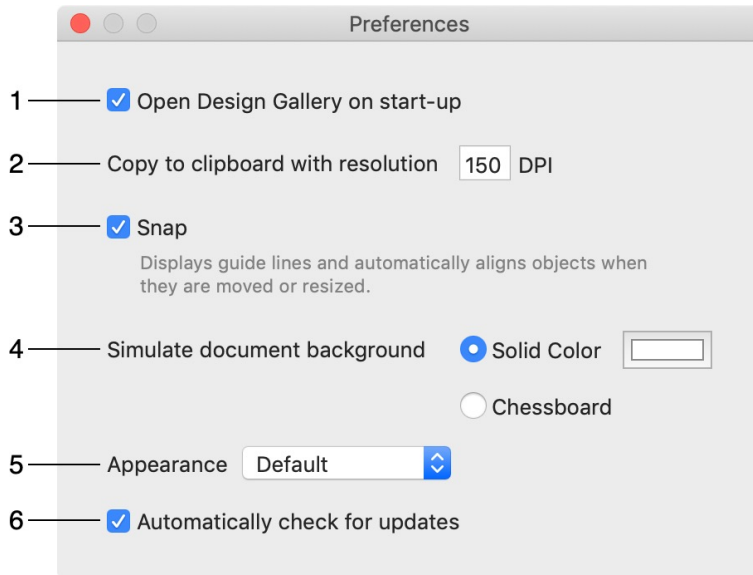 Preferences
1 Open Design Gallery on start-up
2 Copy to clipboard with resolution 150 DPI
3 Snap
Displays guide lines and automatically aligns objects when
they are moved or resized.
4 Simulate document background Solid Color
Chessboard
5 Appearance Default
6 Automatically check for updates